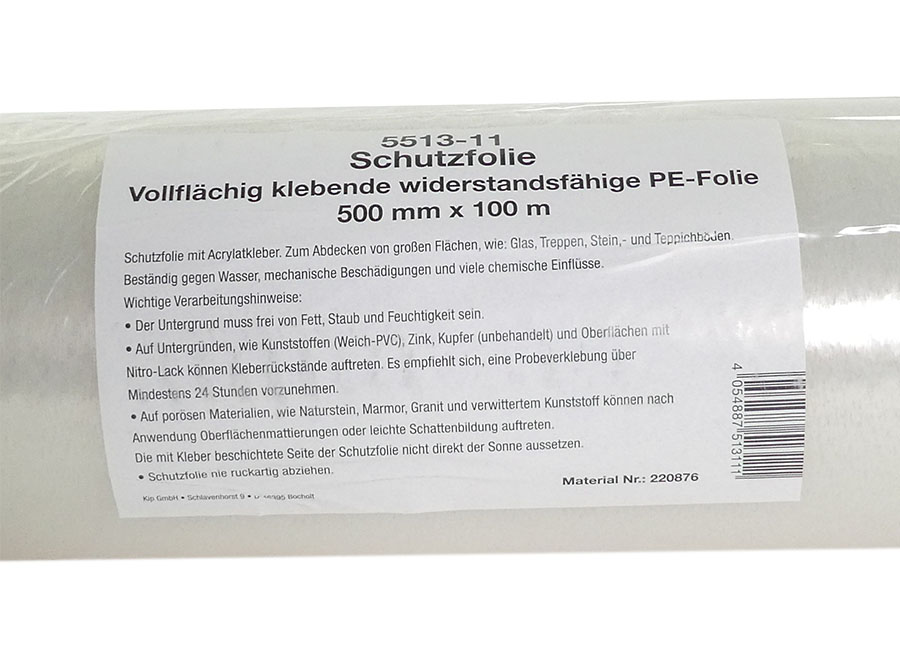 5513-11
Schutzfolie
Vollflächig klebende widerstandsfähige PE-Folie
500 mm x 100 m
Schutzfolie mit Acrylatkleber. Zum Abdecken von großen Flächen, wie: Glas, Treppen, Stein,- und Teppichböden.
Beständig gegen Wasser, mechanische Beschädigungen und viele chemische Einflüsse.
Wichtige Verarbeitungshinweise:
• Der Untergrund muss frei von Fett, Staub und Feuchtigkeit sein.
• Auf Untergründen, wie Kunststoffen (Weich-PVC), Zink, Kupfer (unbehandelt) und Oberflächen mit
Nitro-Lack können Kleberrückstände auftreten. Es empfiehlt sich, eine Probeverklebung über
Mindestens 24 Stunden vorzunehmen.
• Auf porösen Materialien, wie Naturstein, Marmor, Granit und verwittertem Kunststoff können nach
Anwendung Oberflächenmattierungen oder leichte Schattenbildung auftreten.
Die mit Kleber beschichtete Seite der Schutzfolie nicht direkt der Sonne aussetzen.
• Schutzfolie nie ruckartig abziehen.
Kip GmbH • Schlavenhorst 9 • Bocholt
Material Nr.: 220876
4 054887 513111